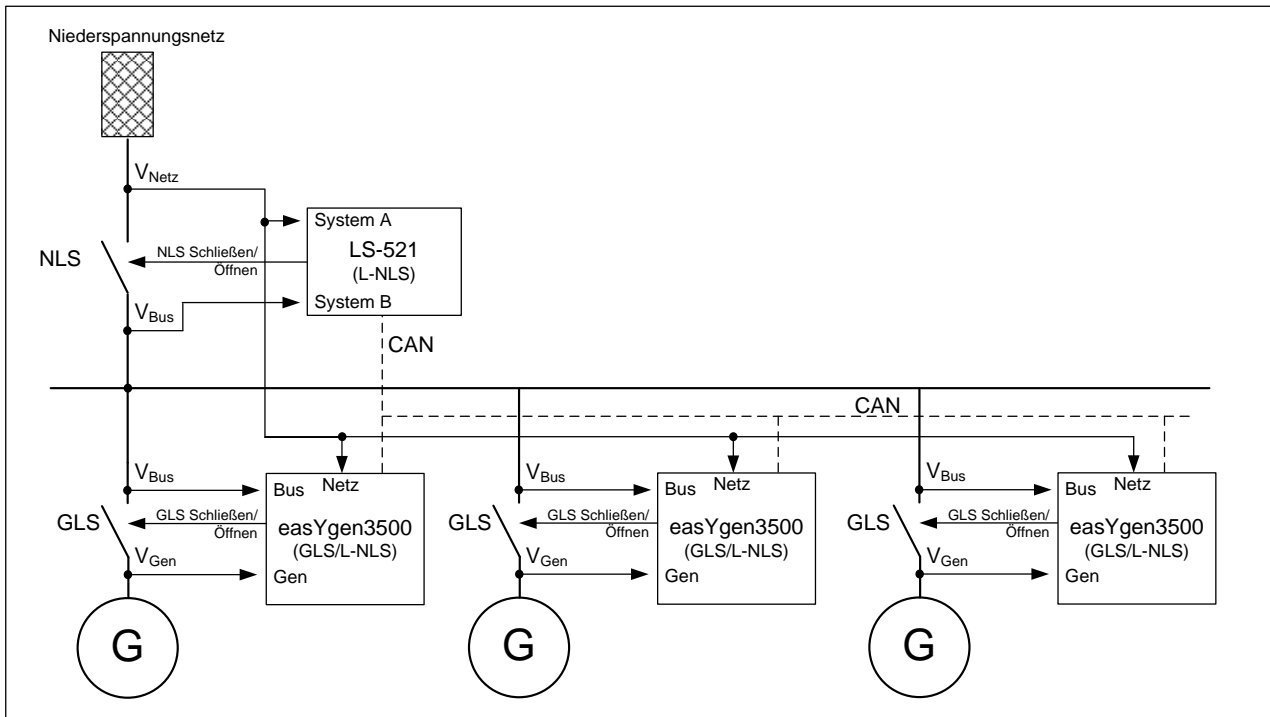 Niederspannungsnetz
VNetz
System A
LS-521
(L-NLS)
System B
NLS
NLS Schließen/
Öffnen
VBus
CAN
CAN
VBus
Bus
Netz
GLS
GLS Schließen/
Öffnen
easYgen3500
(GLS/L-NLS)
VGen
Gen
G
VBus
Bus
Netz
GLS
GLS Schließen/
Öffnen
easYgen3500
(GLS/L-NLS)
VGen
Gen
G
VBus
Bus
Netz
GLS
GLS Schließen/
Öffnen
easYgen3500
(GLS/L-NLS)
VGen
Gen
G